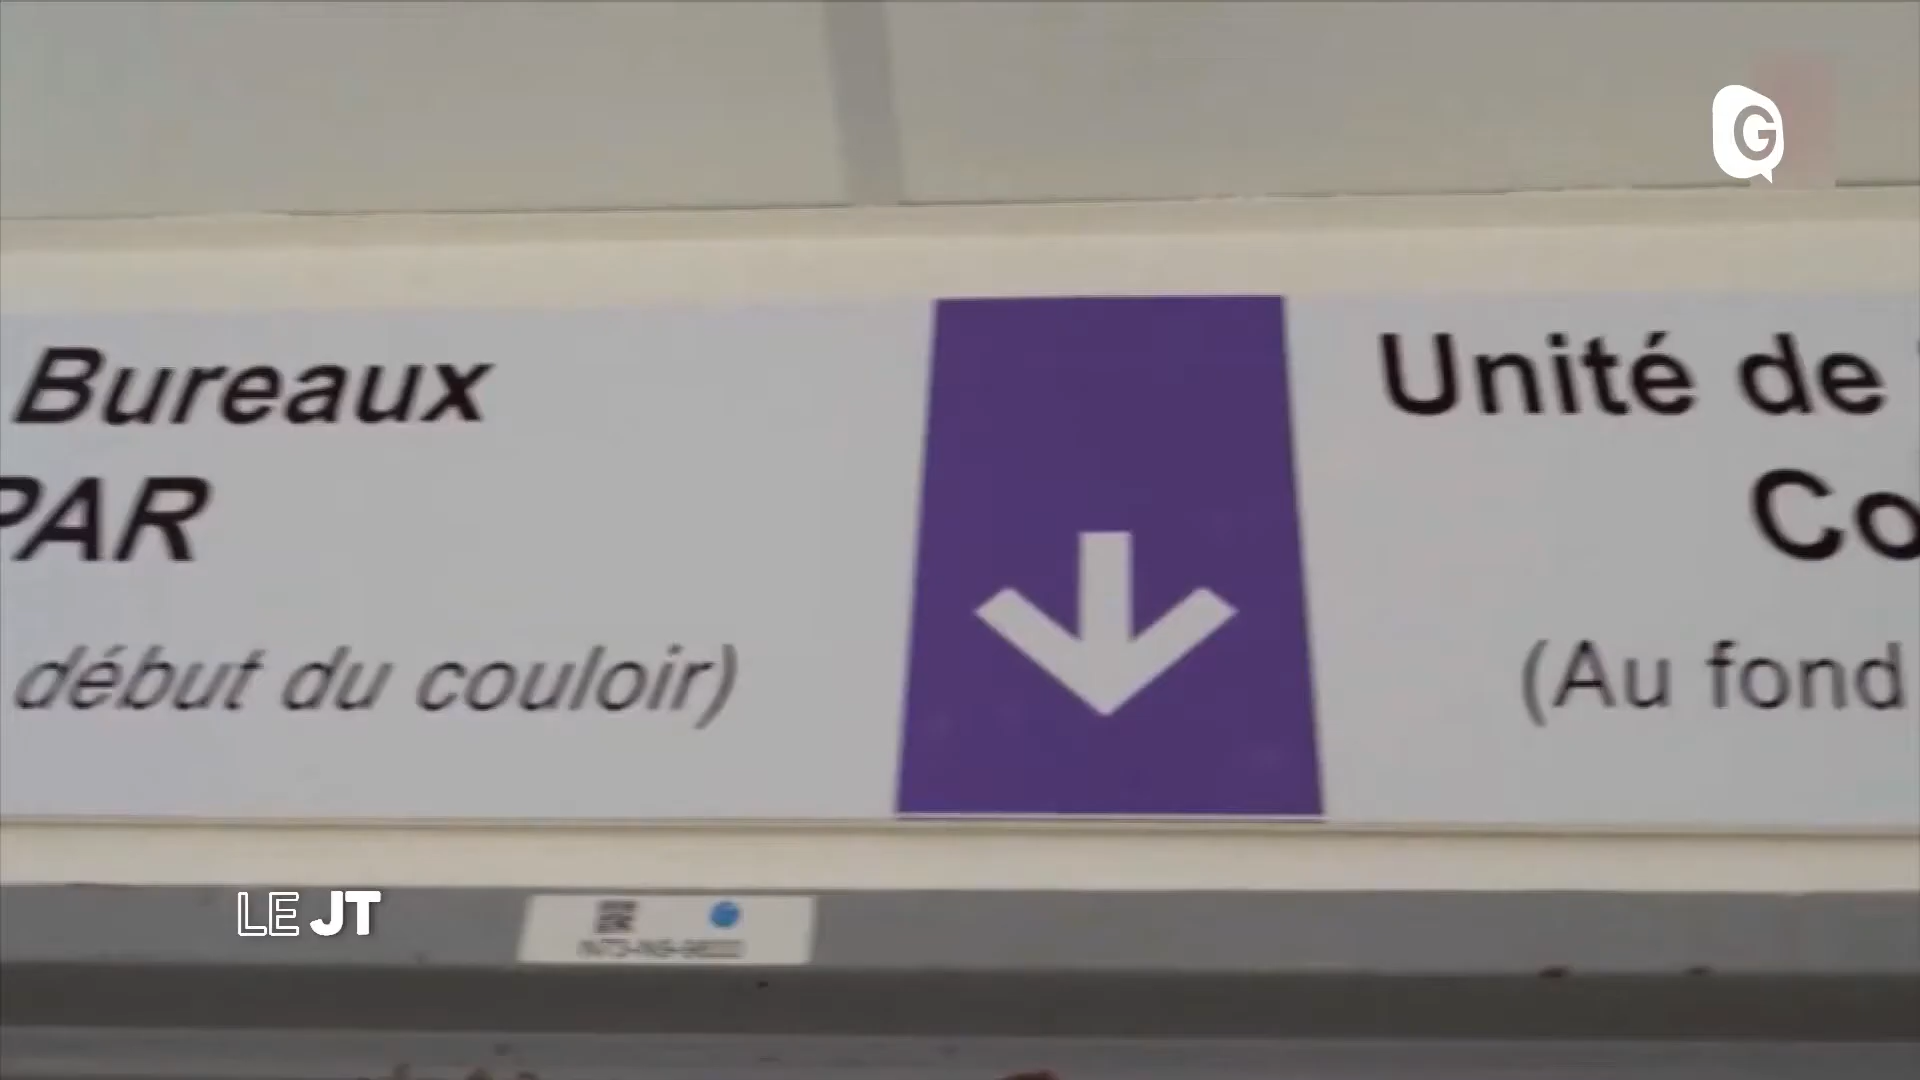 Bureaux
PAR
début du couloir)
Unité de
Co
(Au fond
G
LE JT